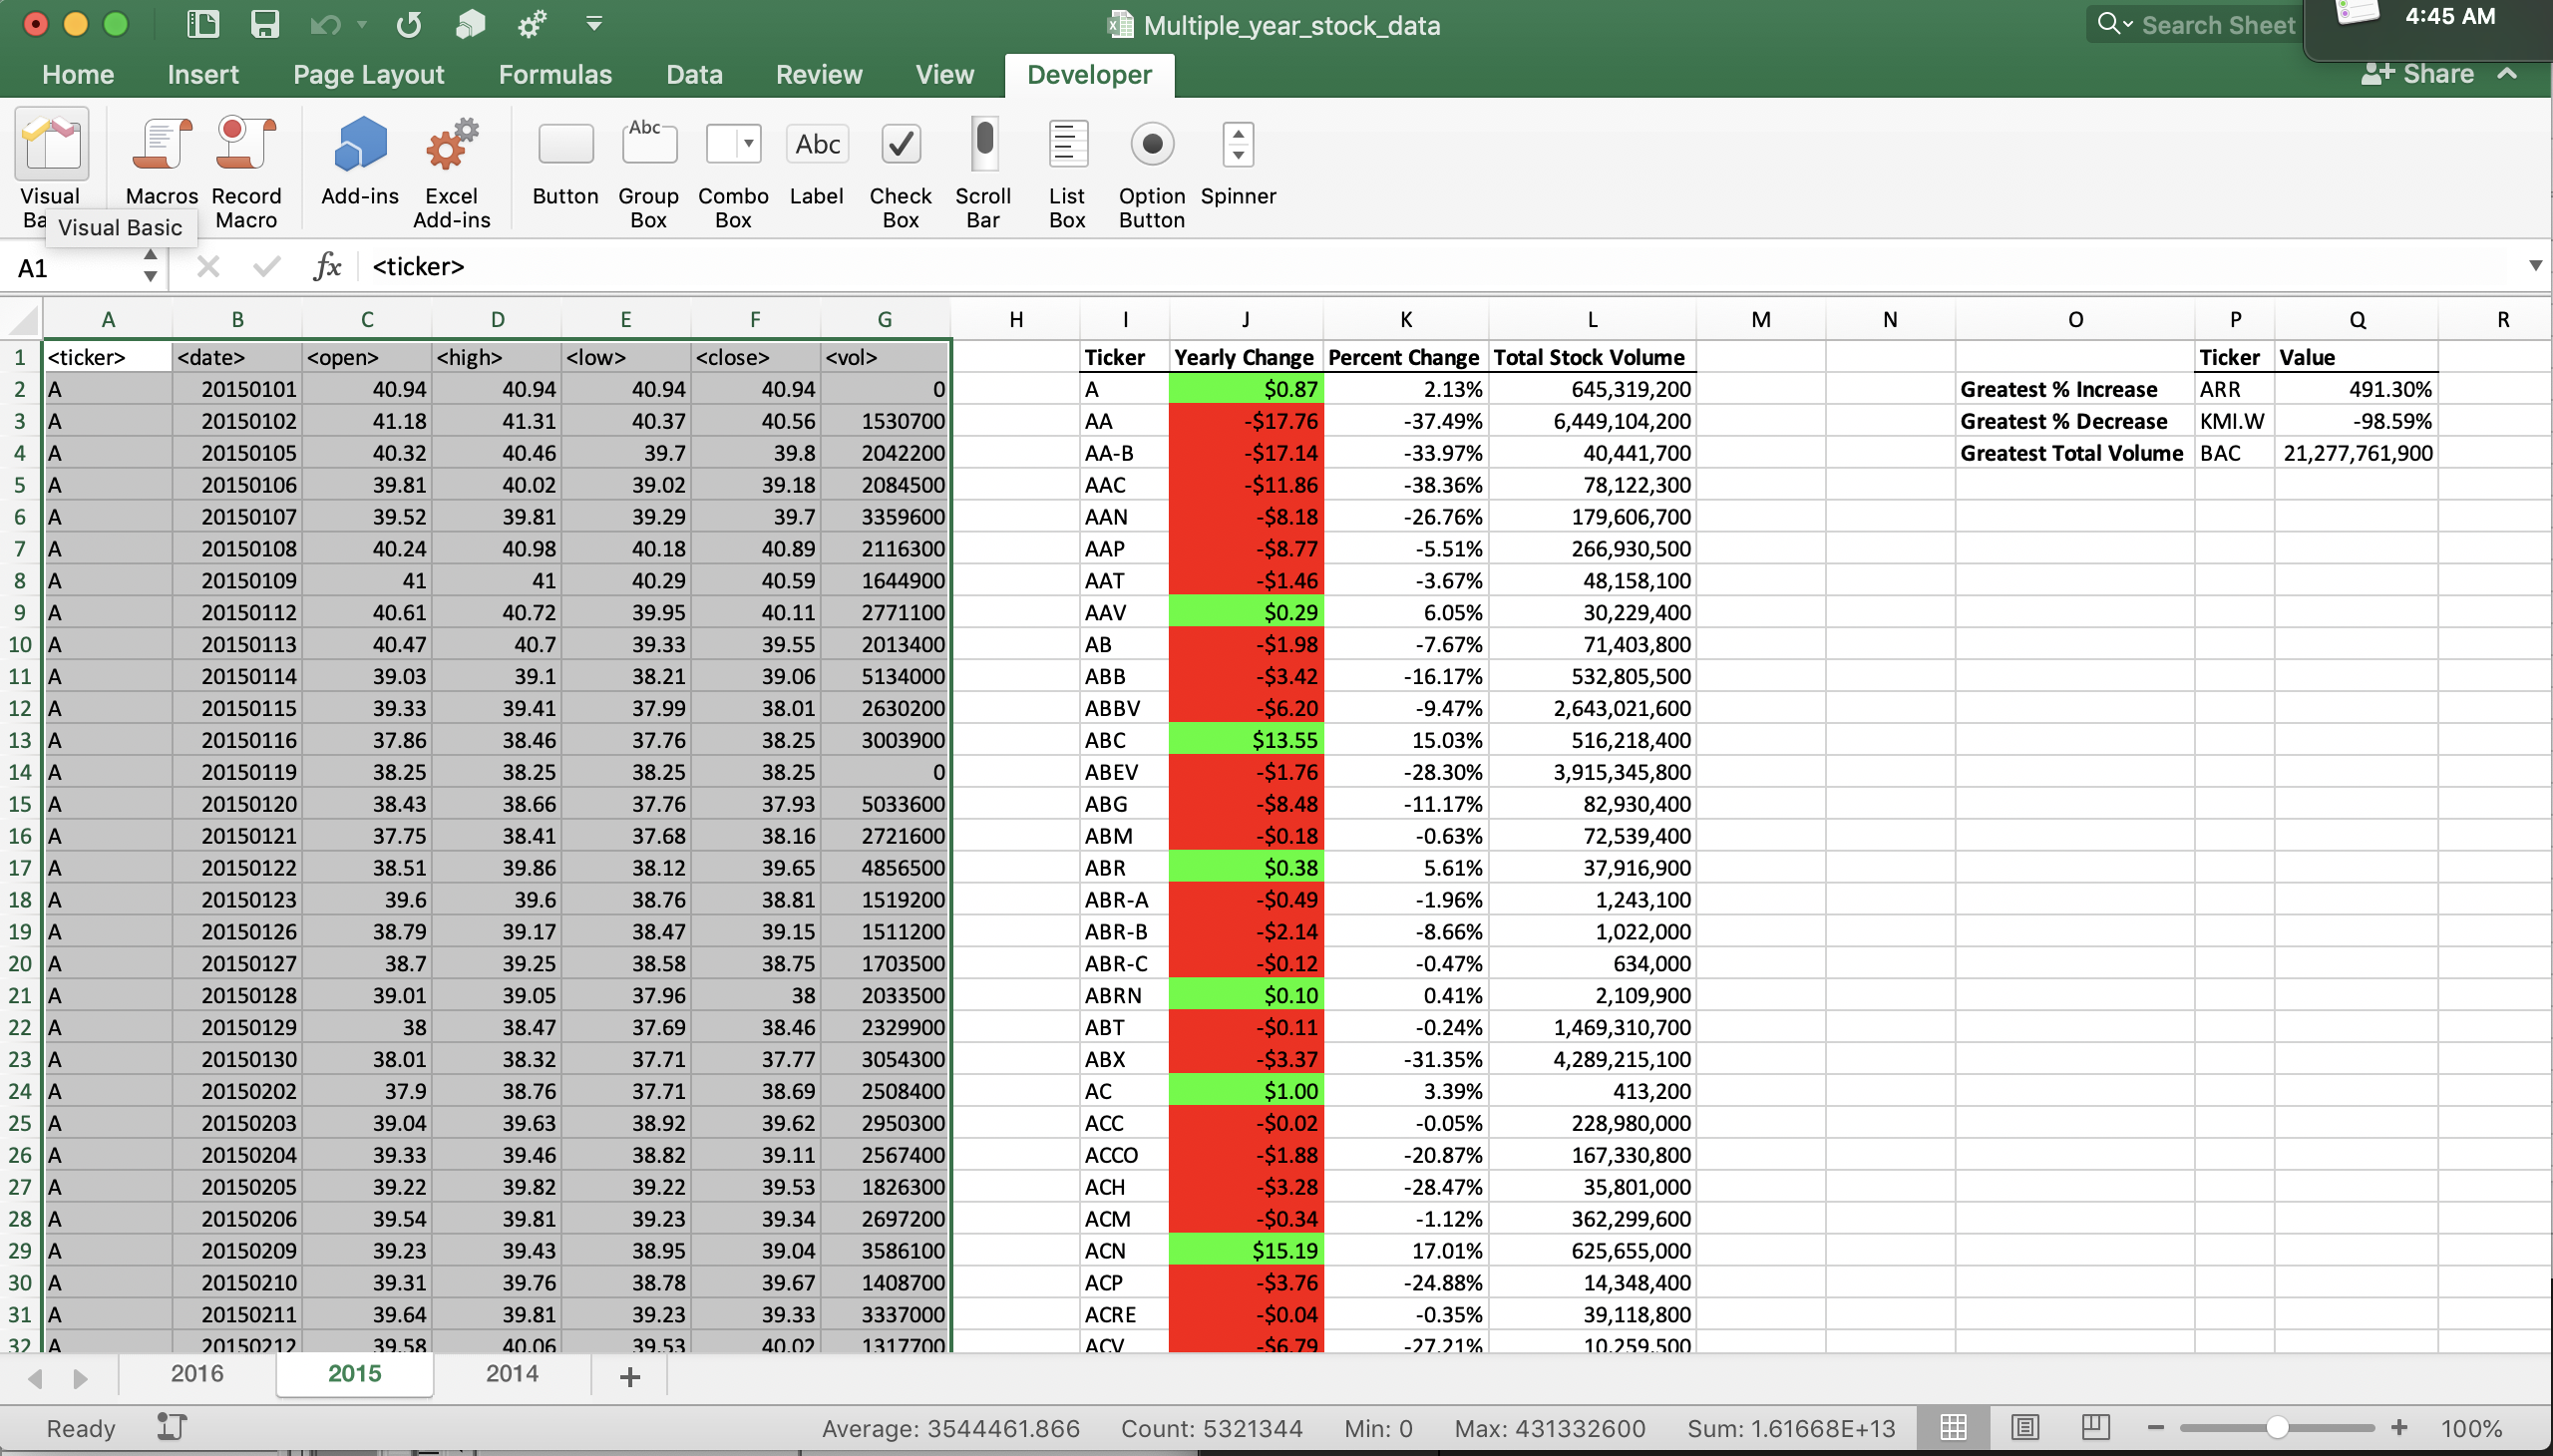 Multiple_year_stock_data
Search Sheet
4:45 AM
Home Insert Page Layout Formulas Data Review View Developer
Share
Abc Abc
Visual Macros Record Add-ins Excel Button Group Combo Label Check Scroll List Option Spinner
Ba Macro Add-ins Box Box Box Bar Box Button
Visual Basic
A1 fx <ticker>
A B C D E F G H I J K L M N O P Q R
1 <ticker> <date> <open> <high> <low> <close> <vol> Ticker Yearly Change Percent Change Total Stock Volume Ticker Value
2 A 20150101 40.94 40.94 40.94 40.94 0 A $0.87 2.13% 645,319,200 Greatest % Increase ARR 491.30%
3 A 20150102 41.18 41.31 40.37 40.56 1530700 AA -$17.76 -37.49% 6,449,104,200 Greatest % Decrease KMI.W -98.59%
4 A 20150105 40.32 40.46 39.7 39.8 2042200 AA-B -$17.14 -33.97% 40,441,700 Greatest Total Volume BAC 21,277,761,900
5 A 20150106 39.81 40.02 39.02 39.18 2084500 AAC -$11.86 -38.36% 78,122,300
6 A 20150107 39.52 39.81 39.29 39.7 3359600 AAN -$8.18 -26.76% 179,606,700
7 A 20150108 40.24 40.98 40.18 40.89 2116300 AAP -$8.77 -5.51% 266,930,500
8 A 20150109 41 41 40.29 40.59 1644900 AAT -$1.46 -3.67% 48,158,100
9 A 20150112 40.61 40.72 39.95 40.11 2771100 AAV $0.29 6.05% 30,229,400
10 A 20150113 40.47 40.7 39.33 39.55 2013400 AB -$1.98 -7.67% 71,403,800
11 A 20150114 39.03 39.1 38.21 39.06 5134000 ABB -$3.42 -16.17% 532,805,500
12 A 20150115 39.33 39.41 37.99 38.01 2630200 ABBV -$6.20 -9.47% 2,643,021,600
13 A 20150116 37.86 38.46 37.76 38.25 3003900 ABC $13.55 15.03% 516,218,400
14 A 20150119 38.25 38.25 38.25 38.25 0 ABEV -$1.76 -28.30% 3,915,345,800
15 A 20150120 38.43 38.66 37.76 37.93 5033600 ABG -$8.48 -11.17% 82,930,400
16 A 20150121 37.75 38.41 37.68 38.16 2721600 ABM -$0.18 -0.63% 72,539,400
17 A 20150122 38.51 39.86 38.12 39.65 4856500 ABR $0.38 5.61% 37,916,900
18 A 20150123 39.6 39.6 38.76 38.81 1519200 ABR-A -$0.49 -1.96% 1,243,100
19 A 20150126 38.79 39.17 38.47 39.15 1511200 ABR-B -$2.14 -8.66% 1,022,000
20 A 20150127 38.7 39.25 38.58 38.75 1703500 ABR-C -$0.12 -0.47% 634,000
21 A 20150128 39.01 39.05 37.96 38 2033500 ABRN $0.10 0.41% 2,109,900
22 A 20150129 38 38.47 37.69 38.46 2329900 ABT -$0.11 -0.24% 1,469,310,700
23 A 20150130 38.01 38.32 37.71 37.77 3054300 ABX -$3.37 -31.35% 4,289,215,100
24 A 20150202 37.9 38.76 37.71 38.69 2508400 AC $1.00 3.39% 413,200
25 A 20150203 39.04 39.63 38.92 39.62 2950300 ACC -$0.02 -0.05% 228,980,000
26 A 20150204 39.33 39.46 38.82 39.11 2567400 ACCO -$1.88 -20.87% 167,330,800
27 A 20150205 39.22 39.82 39.22 39.53 1826300 ACH -$3.28 -28.47% 35,801,000
28 A 20150206 39.54 39.81 39.23 39.34 2697200 ACM -$0.34 -1.12% 362,299,600
29 A 20150209 39.23 39.43 38.95 39.04 3586100 ACN $15.19 17.01% 625,655,000
30 A 20150210 39.31 39.76 38.78 39.67 1408700 ACP -$3.76 -24.88% 14,348,400
31 A 20150211 39.64 39.81 39.23 39.33 3337000 ACRE -$0.04 -0.35% 39,118,800
32 A 20150212 39.58 40.06 39.53 40.02 1317700 ACV -$6.79 -27.21% 10,259,500
2016 2015 2014 +
Ready Average: 3544461.866 Count: 5321344 Min: 0 Max: 431332600 Sum: 1.61668E+13 100%